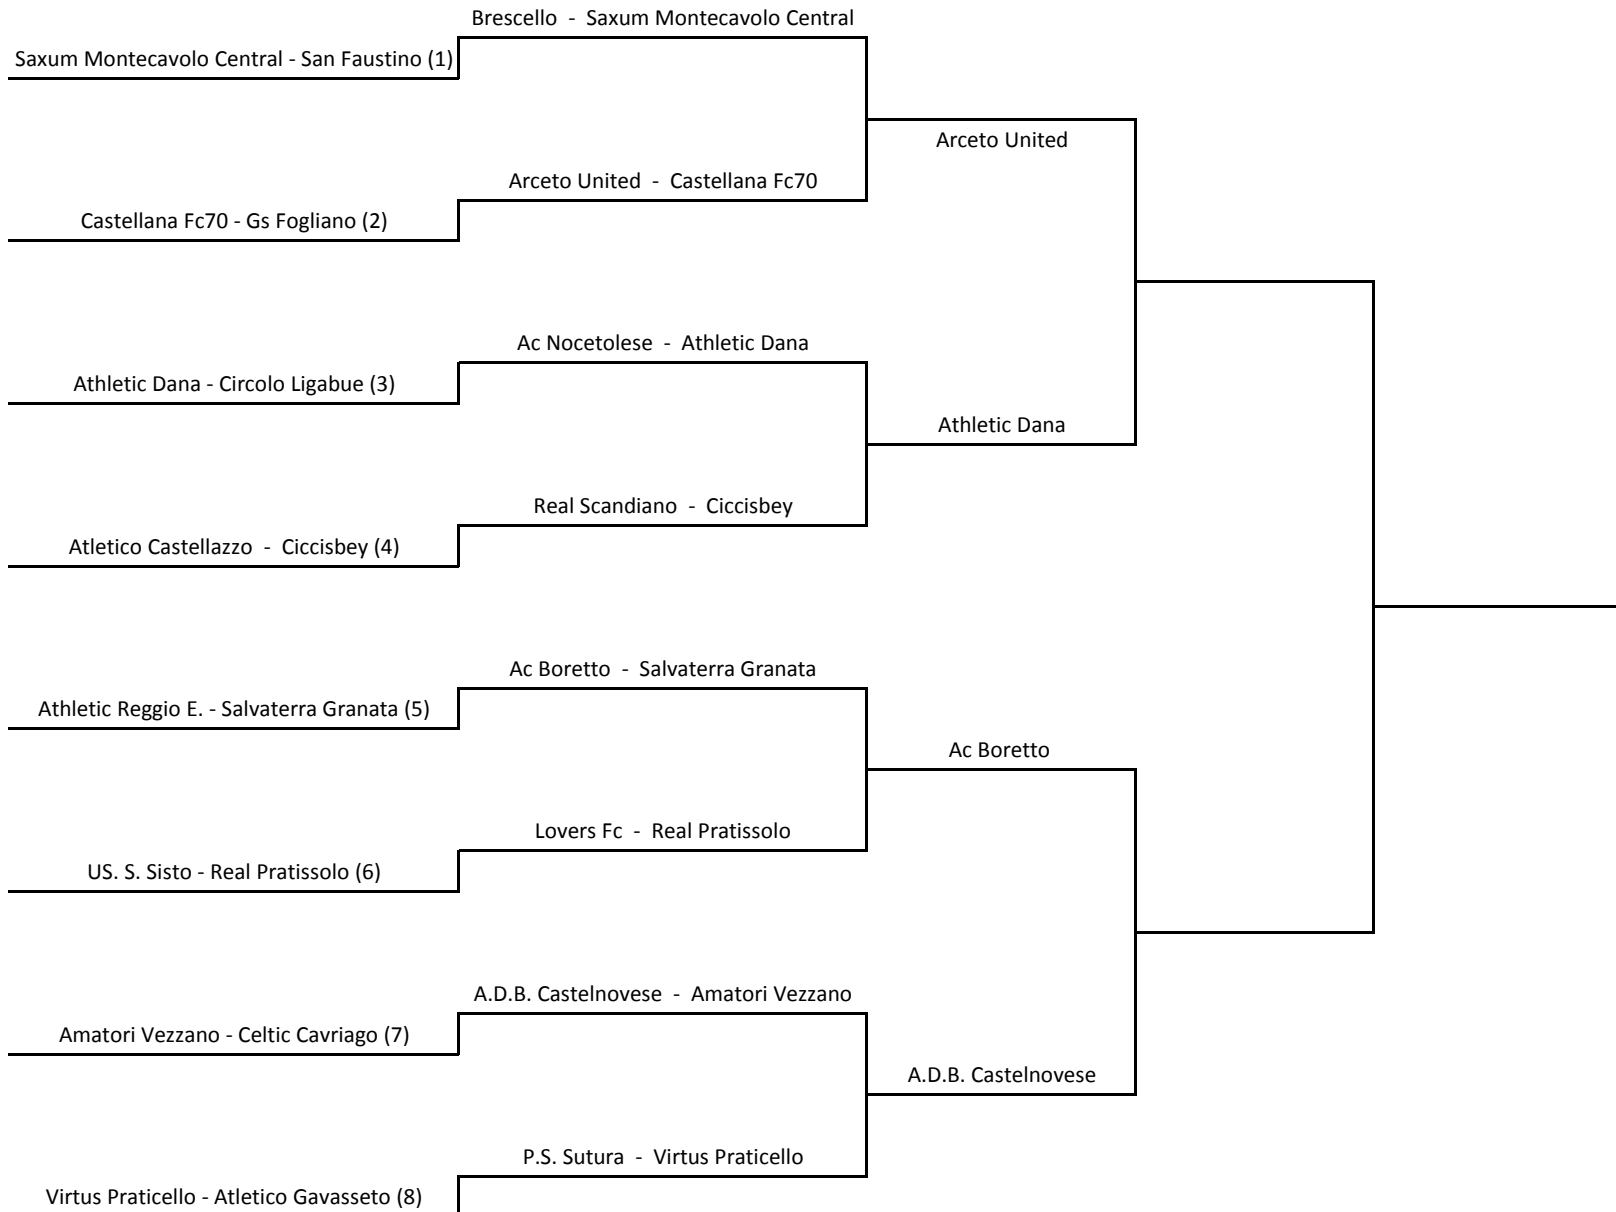 Brescello - Saxum Montecavolo Central
Saxum Montecavolo Central - San Faustino (1)
Arceto United
Arceto United - Castellana Fc70
Castellana Fc70 - Gs Fogliano (2)
Ac Nocetolese - Athletic Dana
Athletic Dana - Circolo Ligabue (3)
Athletic Dana
Real Scandiano - Ciccisbey
Atletico Castellazzo - Ciccisbey (4)
Ac Boretto - Salvaterra Granata
Athletic Reggio E. - Salvaterra Granata (5)
Ac Boretto
Lovers Fc - Real Pratissolo
US. S. Sisto - Real Pratissolo (6)
A.D.B. Castelnovese - Amatori Vezzano
Amatori Vezzano - Celtic Cavriago (7)
A.D.B. Castelnovese
P.S. Sutura - Virtus Praticello
Virtus Praticello - Atletico Gavasseto (8)